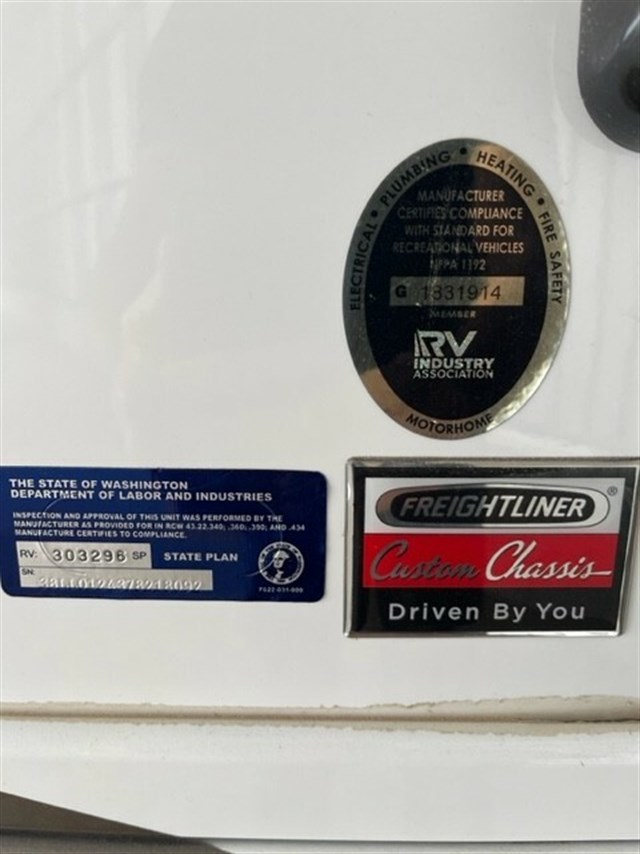 ELECTRICAL • PLUMBING • HEATING • FIRE SAFETY
MANUFACTURER
CERTIFIES COMPLIANCE
WITH STANDARD FOR
RECREATIONAL VEHICLES
NFPA 1192
G 1831914
MEMBER
RV
INDUSTRY
ASSOCIATION
MOTORHOME
THE STATE OF WASHINGTON
DEPARTMENT OF LABOR AND INDUSTRIES
INSPECTION AND APPROVAL OF THIS UNIT WAS PERFORMED BY THE
MANUFACTURER AS PROVIDED FOR IN RCW 43.22.340; .360; .390; AND .434
MANUFACTURE CERTIFIES TO COMPLIANCE.
RV: 303296 SP STATE PLAN
SN:
FREIGHTLINER®
Custom Chassis
Driven By You